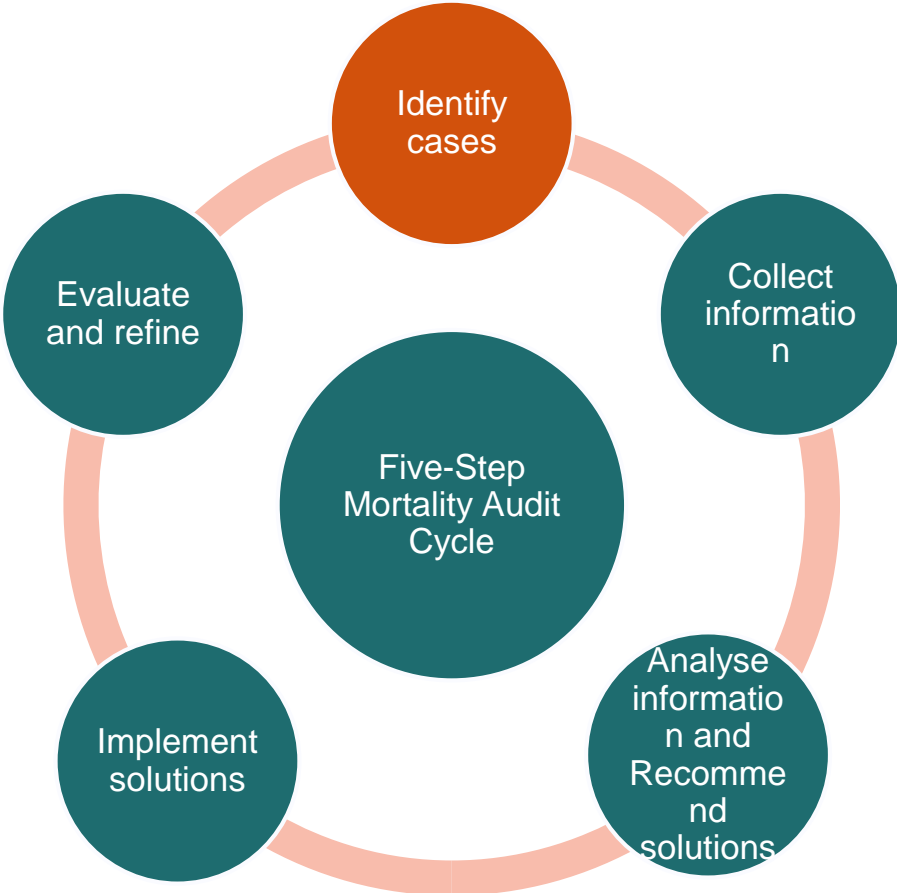 Identify
cases
Collect
informatio
n
Analyse
informatio
n and
Recomme
nd
solutions
Implement
solutions
Evaluate
and refine
Five-Step
Mortality Audit
Cycle